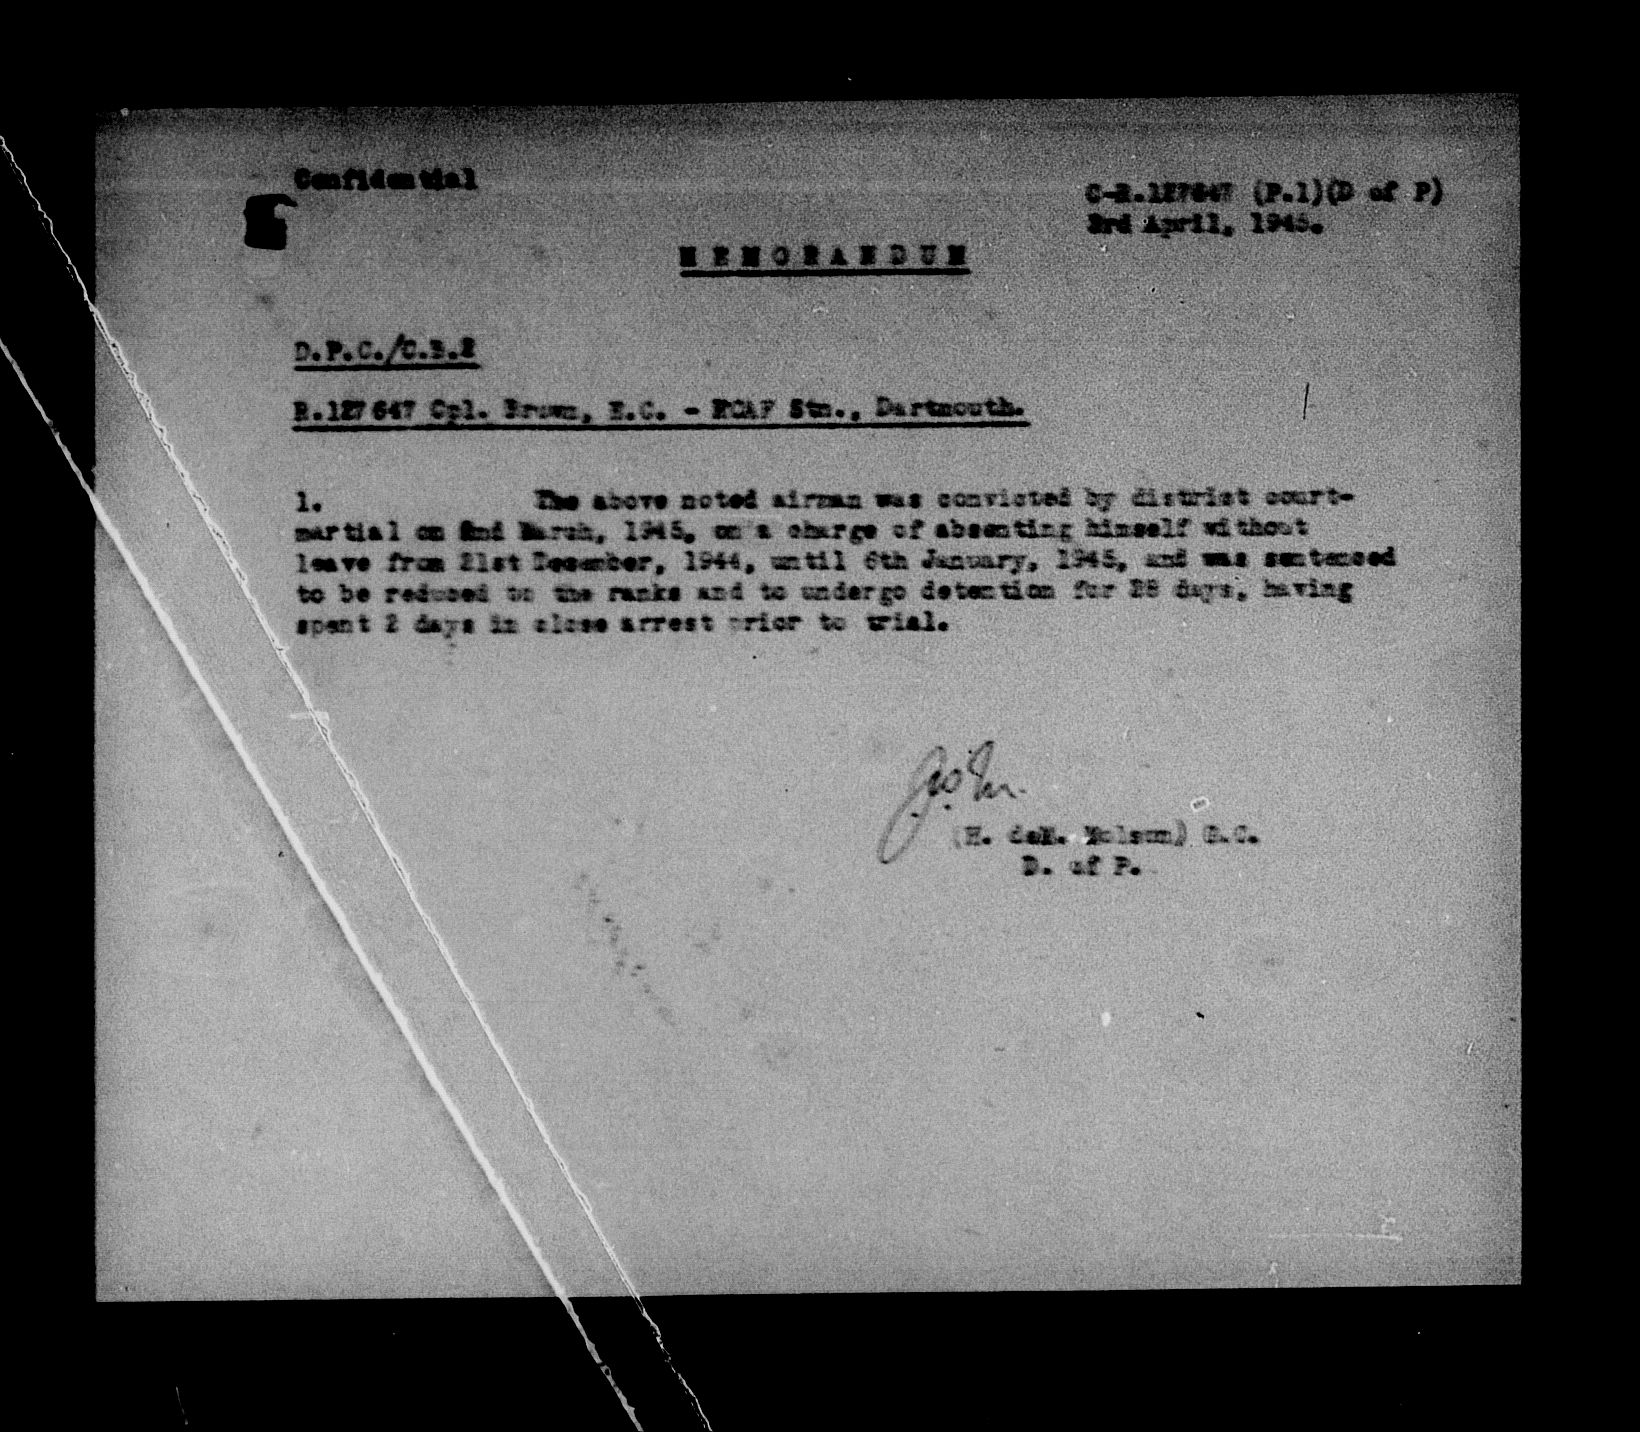 Confidential
C-R.127647 (P.1)(D of P)
3rd April, 1945.
MEMORANDUM
D.P.C./C.B.2
R.127647 Cpl. Brown, E.C. - RCAF Stn., Dartmouth.
1. The above noted airman was convicted by district court-
martial on 2nd March, 1945, on a charge of absenting himself without
leave from 21st December, 1944, until 6th January, 1945, and was sentenced
to be reduced to the ranks and to undergo detention for 28 days, having
spent 2 days in close arrest prior to trial.
(H. deM. Molson) G.C.
D. of P.